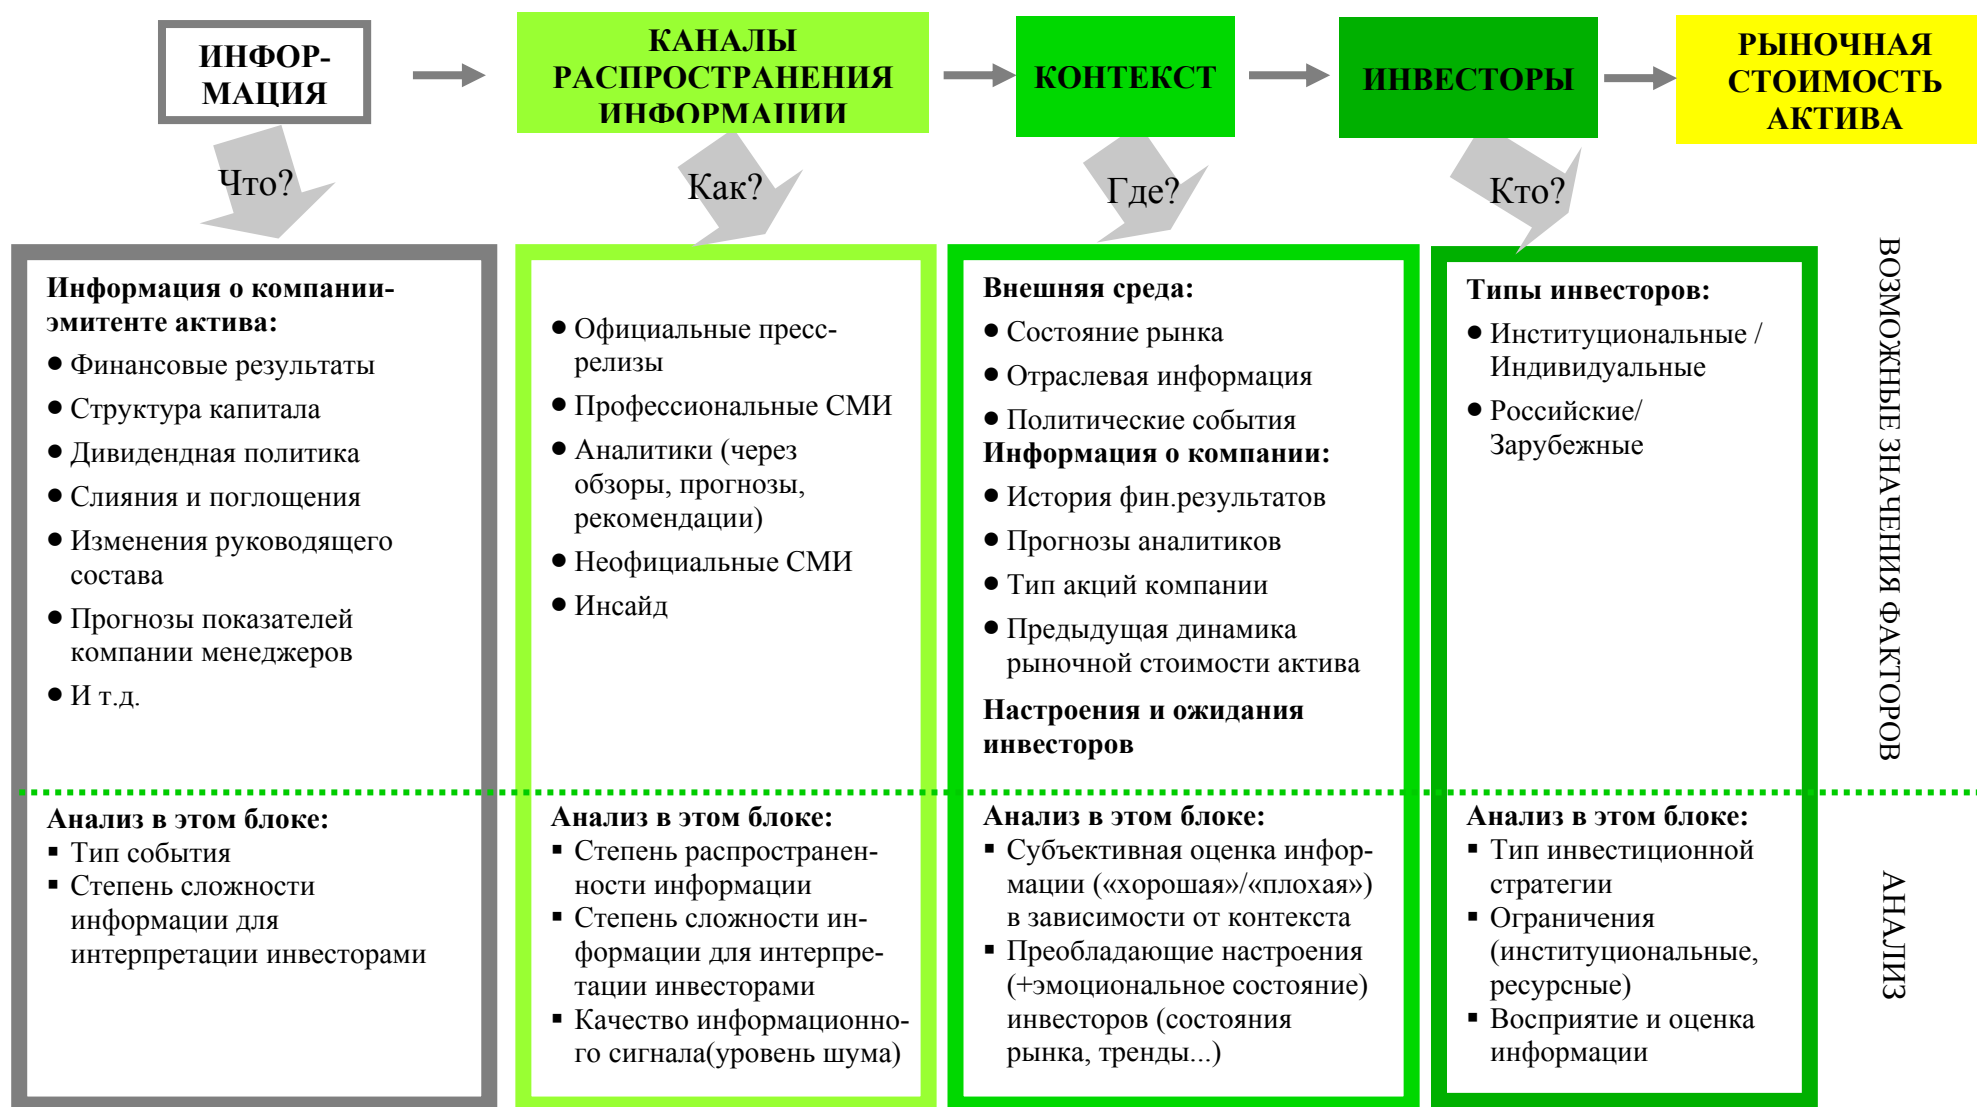 ИНФОР-
МАЦИЯ
КАНАЛЫ
РАСПРОСТРАНЕНИЯ
ИНФОРМАЦИИ
КОНТЕКСТ
ИНВЕСТОРЫ
РЫНОЧНАЯ
СТОИМОСТЬ
АКТИВА
Что?
Как?
Где?
Кто?
Информация о компании-
эмитенте актива:
● Финансовые результаты
● Структура капитала
● Дивидендная политика
● Слияния и поглощения
● Изменения руководящего
состава
● Прогнозы показателей
компании менеджеров
● И т.д.
Анализ в этом блоке:
▪ Тип события
▪ Степень сложности
информации для
интерпретации инвесторами
● Официальные пресс-
релизы
● Профессиональные СМИ
● Аналитики (через
обзоры, прогнозы,
рекомендации)
● Неофициальные СМИ
● Инсайд
Анализ в этом блоке:
▪ Степень распространен-
ности информации
▪ Степень сложности ин-
формации для интерпре-
тации инвесторами
▪ Качество информационно-
го сигнала(уровень шума)
Внешняя среда:
● Состояние рынка
● Отраслевая информация
● Политические события
Информация о компании:
● История фин.результатов
● Прогнозы аналитиков
● Тип акций компании
● Предыдущая динамика
рыночной стоимости актива
Настроения и ожидания
инвесторов
Анализ в этом блоке:
▪ Субъективная оценка инфор-
мации («хорошая»/«плохая»)
в зависимости от контекста
▪ Преобладающие настроения
(+эмоциональное состояние)
инвесторов (состояния
рынка, тренды...)
Типы инвесторов:
● Институциональные /
Индивидуальные
● Российские/
Зарубежные
Анализ в этом блоке:
▪ Тип инвестиционной
стратегии
▪ Ограничения
(институциональные,
ресурсные)
▪ Восприятие и оценка
информации
ВОЗМОЖНЫЕ ЗНАЧЕНИЯ ФАКТОРОВ
АНАЛИЗ